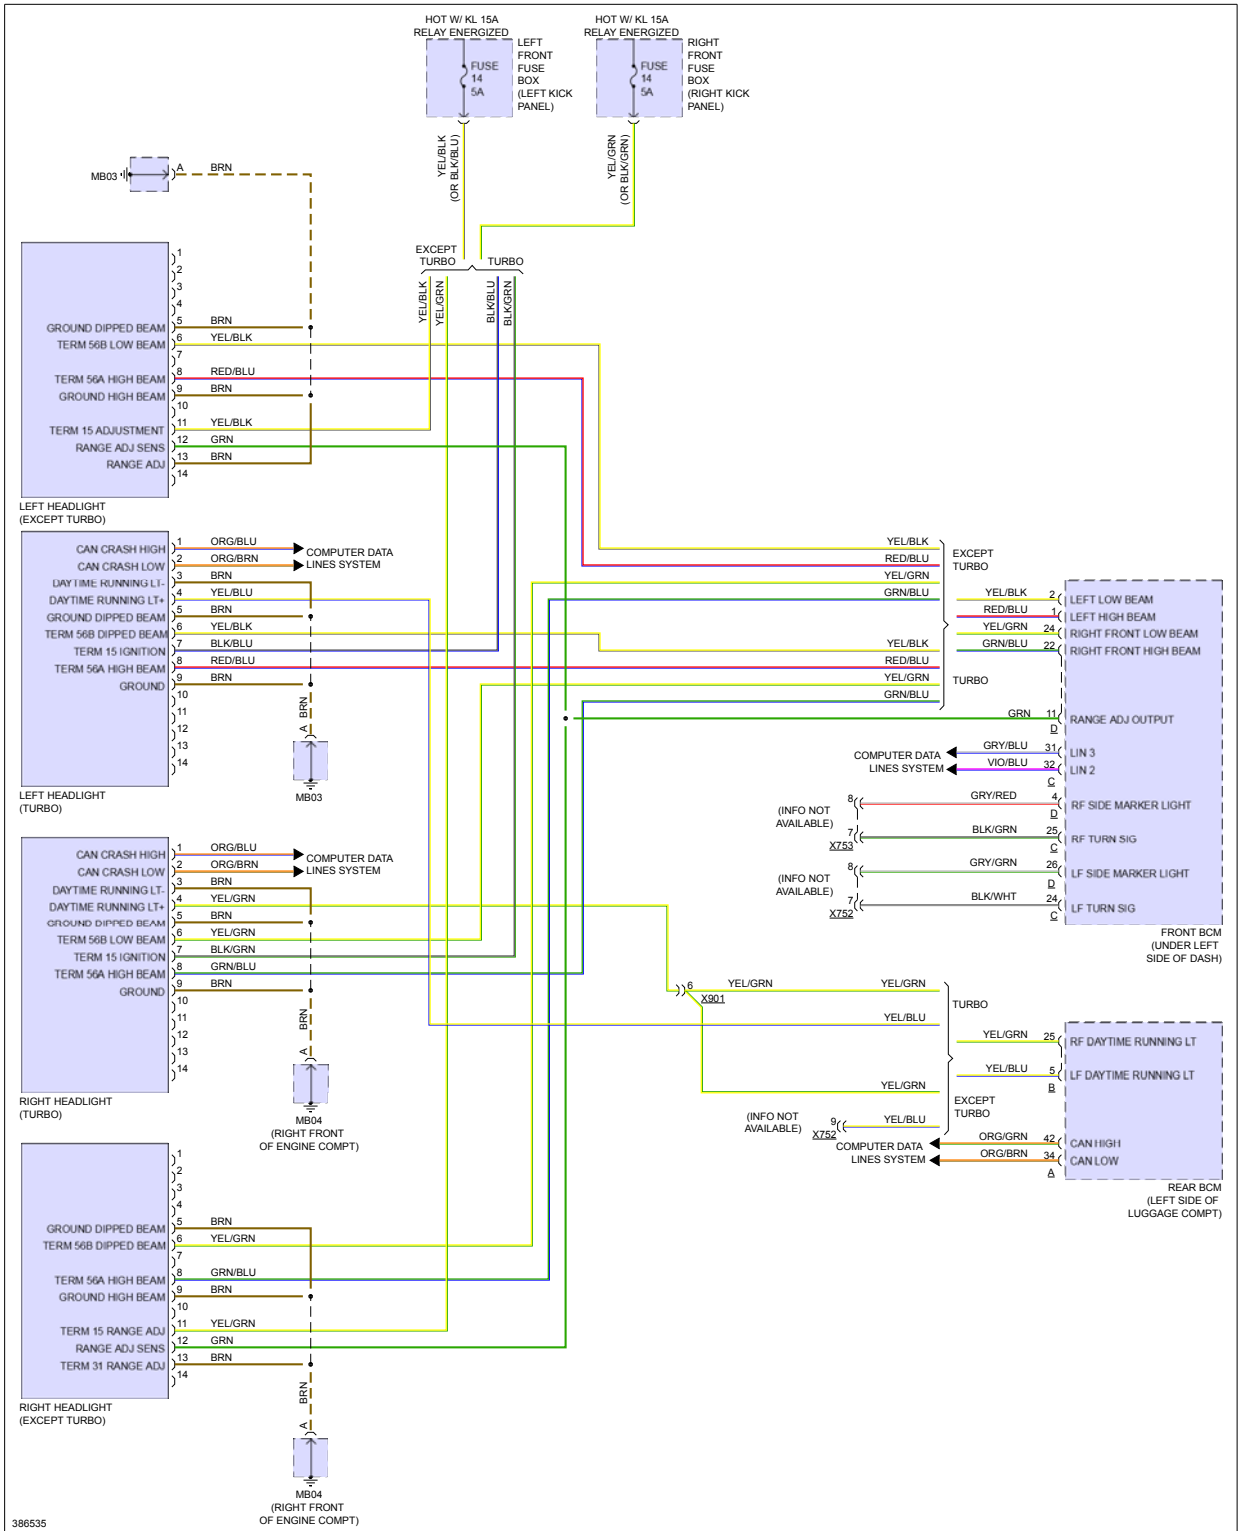 HOT W/ KL 15A
RELAY ENERGIZED
HOT W/ KL 15A
RELAY ENERGIZED
FUSE
14
5A
LEFT
FRONT
FUSE
BOX
(LEFT KICK
PANEL)
FUSE
14
5A
RIGHT
FRONT
FUSE
BOX
(RIGHT KICK
PANEL)
YEL/BLK
(OR BLK/BLU)
YEL/GRN
(OR BLK/GRN)
MB03
A
BRN
EXCEPT
TURBO
TURBO
YEL/BLK
YEL/GRN
BLK/BLU
BLK/GRN
1
2
3
4
GROUND DIPPED BEAM 5 BRN
TERM 56B LOW BEAM 6 YEL/BLK
7
TERM 56A HIGH BEAM 8 RED/BLU
GROUND HIGH BEAM 9 BRN
10
TERM 15 ADJUSTMENT 11 YEL/BLK
RANGE ADJ SENS 12 GRN
RANGE ADJ 13 BRN
14
LEFT HEADLIGHT
(EXCEPT TURBO)
CAN CRASH HIGH 1 ORG/BLU
CAN CRASH LOW 2 ORG/BRN
COMPUTER DATA
LINES SYSTEM
DAYTIME RUNNING LT- 3 BRN
DAYTIME RUNNING LT+ 4 YEL/BLU
GROUND DIPPED BEAM 5 BRN
TERM 56B DIPPED BEAM 6 YEL/BLK
TERM 15 IGNITION 7 BLK/BLU
TERM 56A HIGH BEAM 8 RED/BLU
GROUND 9 BRN
10
11
12
13
14
A BRN
MB03
LEFT HEADLIGHT
(TURBO)
CAN CRASH HIGH 1 ORG/BLU
CAN CRASH LOW 2 ORG/BRN
COMPUTER DATA
LINES SYSTEM
DAYTIME RUNNING LT- 3 BRN
DAYTIME RUNNING LT+ 4 YEL/GRN
GROUND DIPPED BEAM 5 BRN
TERM 56B LOW BEAM 6 YEL/GRN
TERM 15 IGNITION 7 BLK/GRN
TERM 56A HIGH BEAM 8 GRN/BLU
GROUND 9 BRN
10
11
12
13
14
A BRN
MB04
(RIGHT FRONT
OF ENGINE COMPT)
RIGHT HEADLIGHT
(TURBO)
1
2
3
4
GROUND DIPPED BEAM 5 BRN
TERM 56B DIPPED BEAM 6 YEL/GRN
7
TERM 56A HIGH BEAM 8 GRN/BLU
GROUND HIGH BEAM 9 BRN
10
TERM 15 RANGE ADJ 11 YEL/GRN
RANGE ADJ SENS 12 GRN
TERM 31 RANGE ADJ 13 BRN
14
RIGHT HEADLIGHT
(EXCEPT TURBO)
A BRN
MB04
(RIGHT FRONT
OF ENGINE COMPT)
YEL/BLK
RED/BLU
YEL/GRN
GRN/BLU
EXCEPT
TURBO
YEL/BLK
RED/BLU
YEL/GRN
GRN/BLU
TURBO
YEL/BLK 2 LEFT LOW BEAM
RED/BLU 1 LEFT HIGH BEAM
YEL/GRN 24 RIGHT FRONT LOW BEAM
GRN/BLU 22 RIGHT FRONT HIGH BEAM
GRN 11 RANGE ADJ OUTPUT
D
COMPUTER DATA
LINES SYSTEM
GRY/BLU 31 LIN 3
VIO/BLU 32 LIN 2
C
(INFO NOT
AVAILABLE)
8 GRY/RED 4 RF SIDE MARKER LIGHT
D
7 BLK/GRN 25 RF TURN SIG
X753 C
(INFO NOT
AVAILABLE)
8 GRY/GRN 26 LF SIDE MARKER LIGHT
D
7 BLK/WHT 24 LF TURN SIG
X752 C
FRONT BCM
(UNDER LEFT
SIDE OF DASH)
6 YEL/GRN YEL/GRN
X901
YEL/BLU
TURBO
YEL/GRN
(INFO NOT
AVAILABLE)
9 YEL/BLU
X752
EXCEPT
TURBO
YEL/GRN 25 RF DAYTIME RUNNING LT
YEL/BLU 5 LF DAYTIME RUNNING LT
B
COMPUTER DATA
LINES SYSTEM
ORG/GRN 42 CAN HIGH
ORG/BRN 34 CAN LOW
A
REAR BCM
(LEFT SIDE OF
LUGGAGE COMPT)
386535